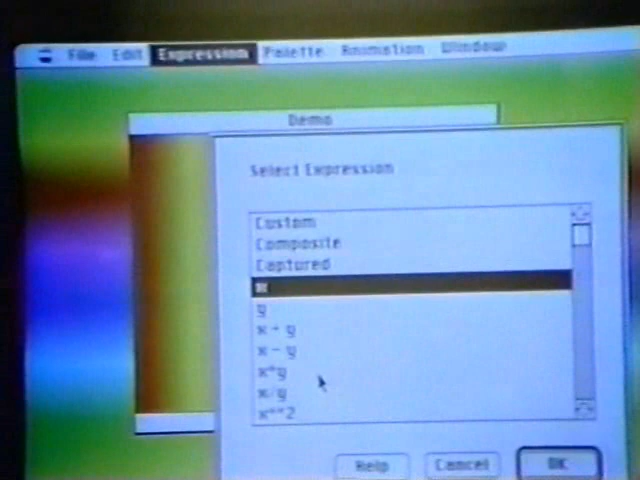 File Edit Expression Palette Animation Window
Demo
Select Expression
Custom
Composite
Captured
x
y
x + y
x - y
x*y
x/y
x**2
Help Cancel OK